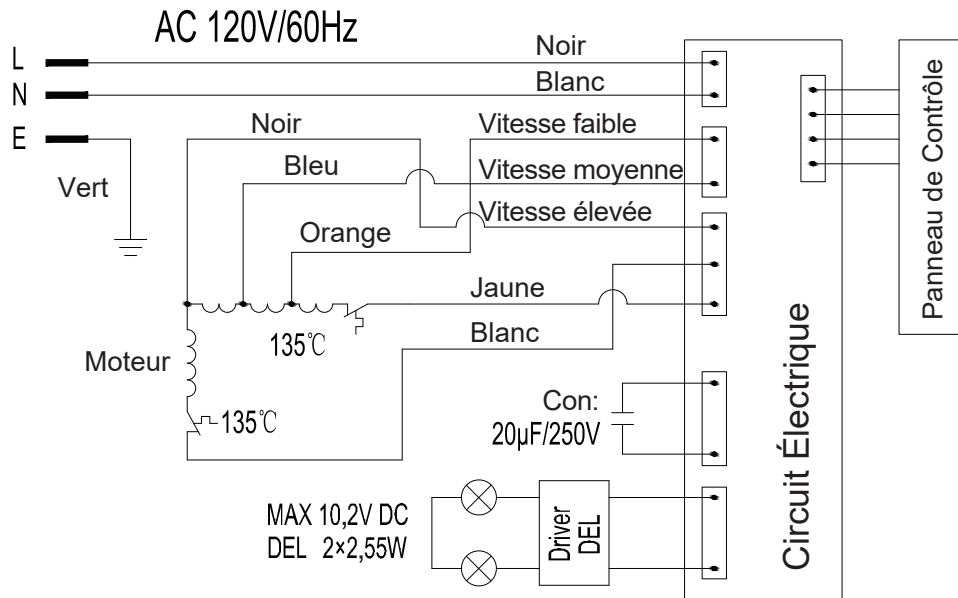 AC 120V/60Hz
L
N
E
Vert
Noir
Blanc
Noir
Vitesse faible
Bleu
Vitesse moyenne
Vitesse élevée
Orange
Jaune
135℃
Blanc
Moteur
135℃
Con:
20µF/250V
MAX 10,2V DC
DEL 2×2,55W
Driver
DEL
Circuit Électrique
Panneau de Contrôle